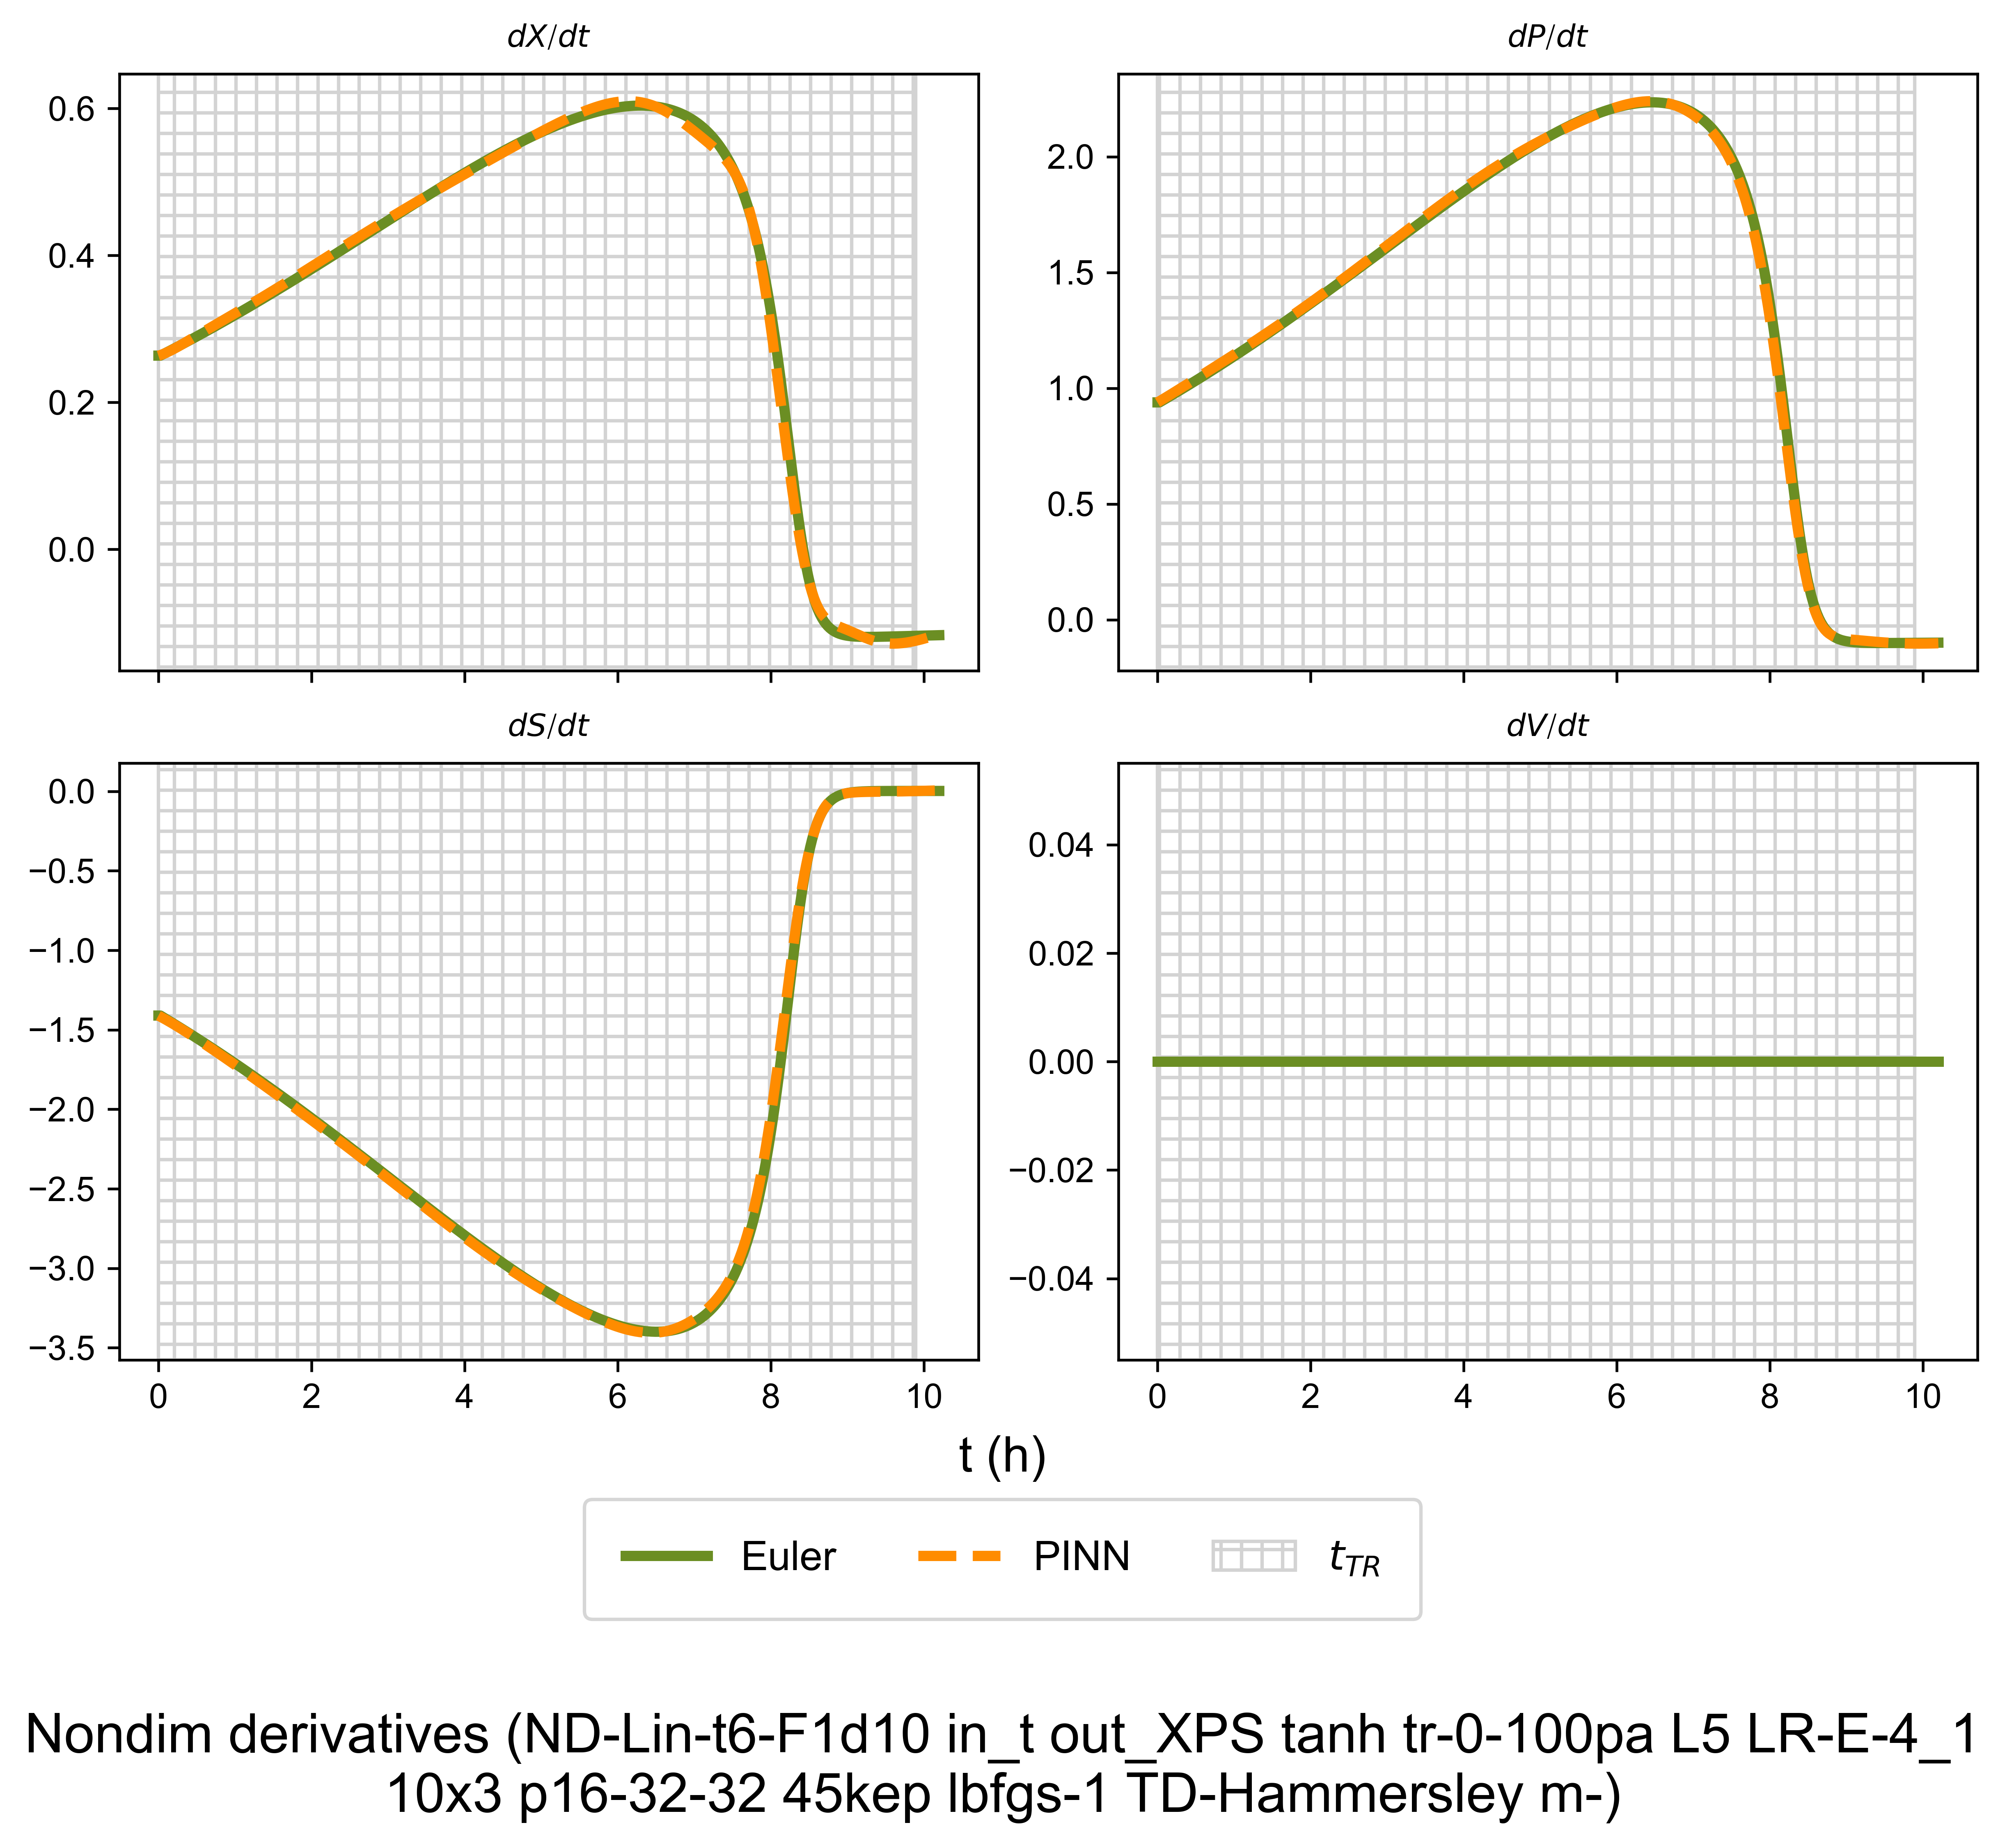 dX/dt
dP/dt
0.6
0.4
0.2
0.0
2.0
1.5
1.0
0.5
0.0
dS/dt
dV/dt
0.0
−0.5
−1.0
−1.5
−2.0
−2.5
−3.0
−3.5
0.04
0.02
0.00
−0.02
−0.04
0 2 4 6 8 10
0 2 4 6 8 10
t (h)
Euler PINN t_{TR}
Nondim derivatives (ND-Lin-t6-F1d10 in_t out_XPS tanh tr-0-100pa L5 LR-E-4_1
10x3 p16-32-32 45kep lbfgs-1 TD-Hammersley m-)